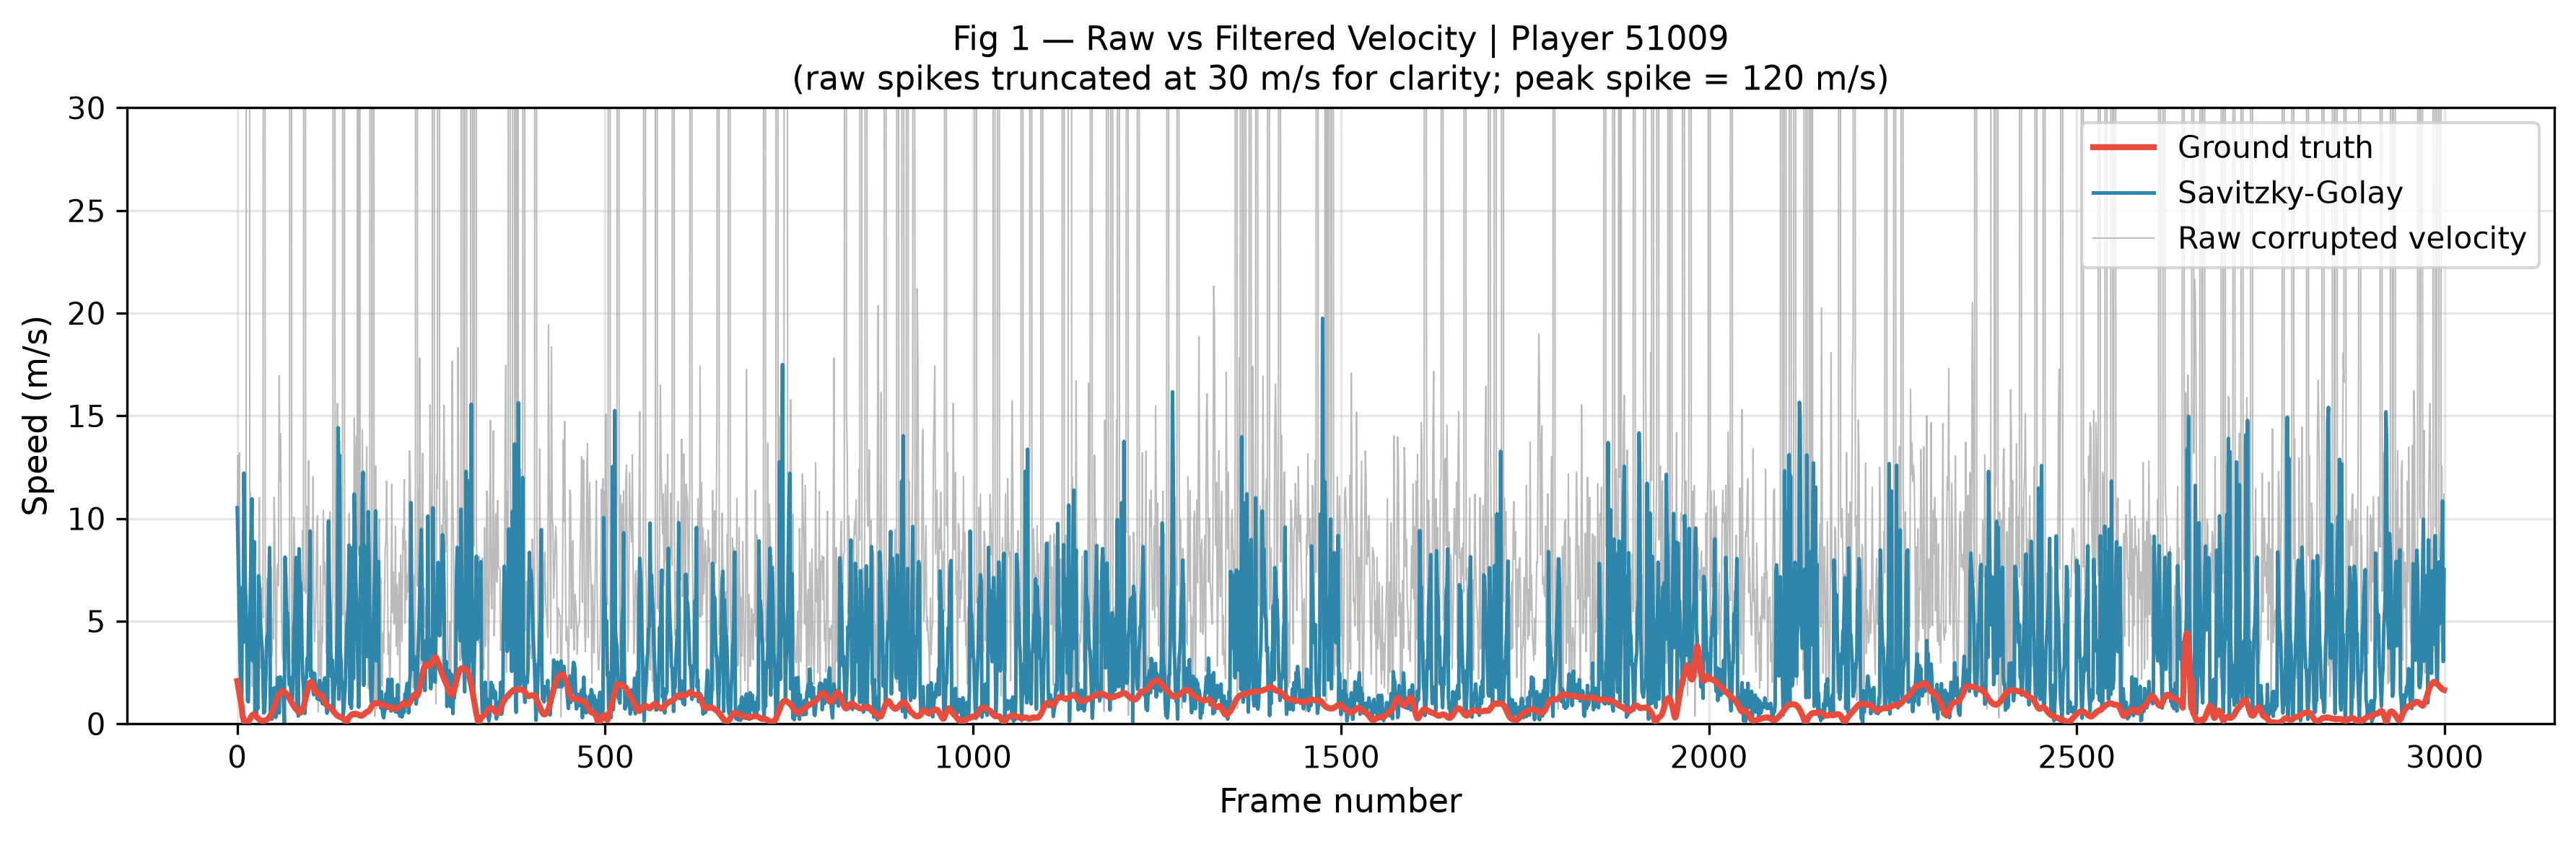 Fig 1 — Raw vs Filtered Velocity | Player 51009
(raw spikes truncated at 30 m/s for clarity; peak spike = 120 m/s)
30
25
20
15
10
5
0
Speed (m/s)
Ground truth
Savitzky-Golay
Raw corrupted velocity
0 500 1000 1500 2000 2500 3000
Frame number